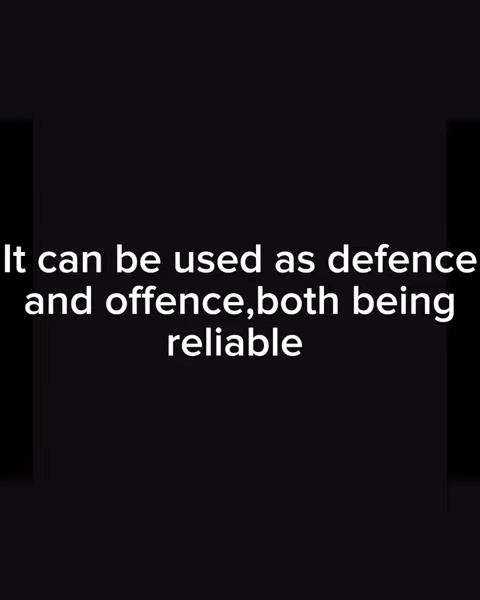 It can be used as defence
and offence,both being
reliable